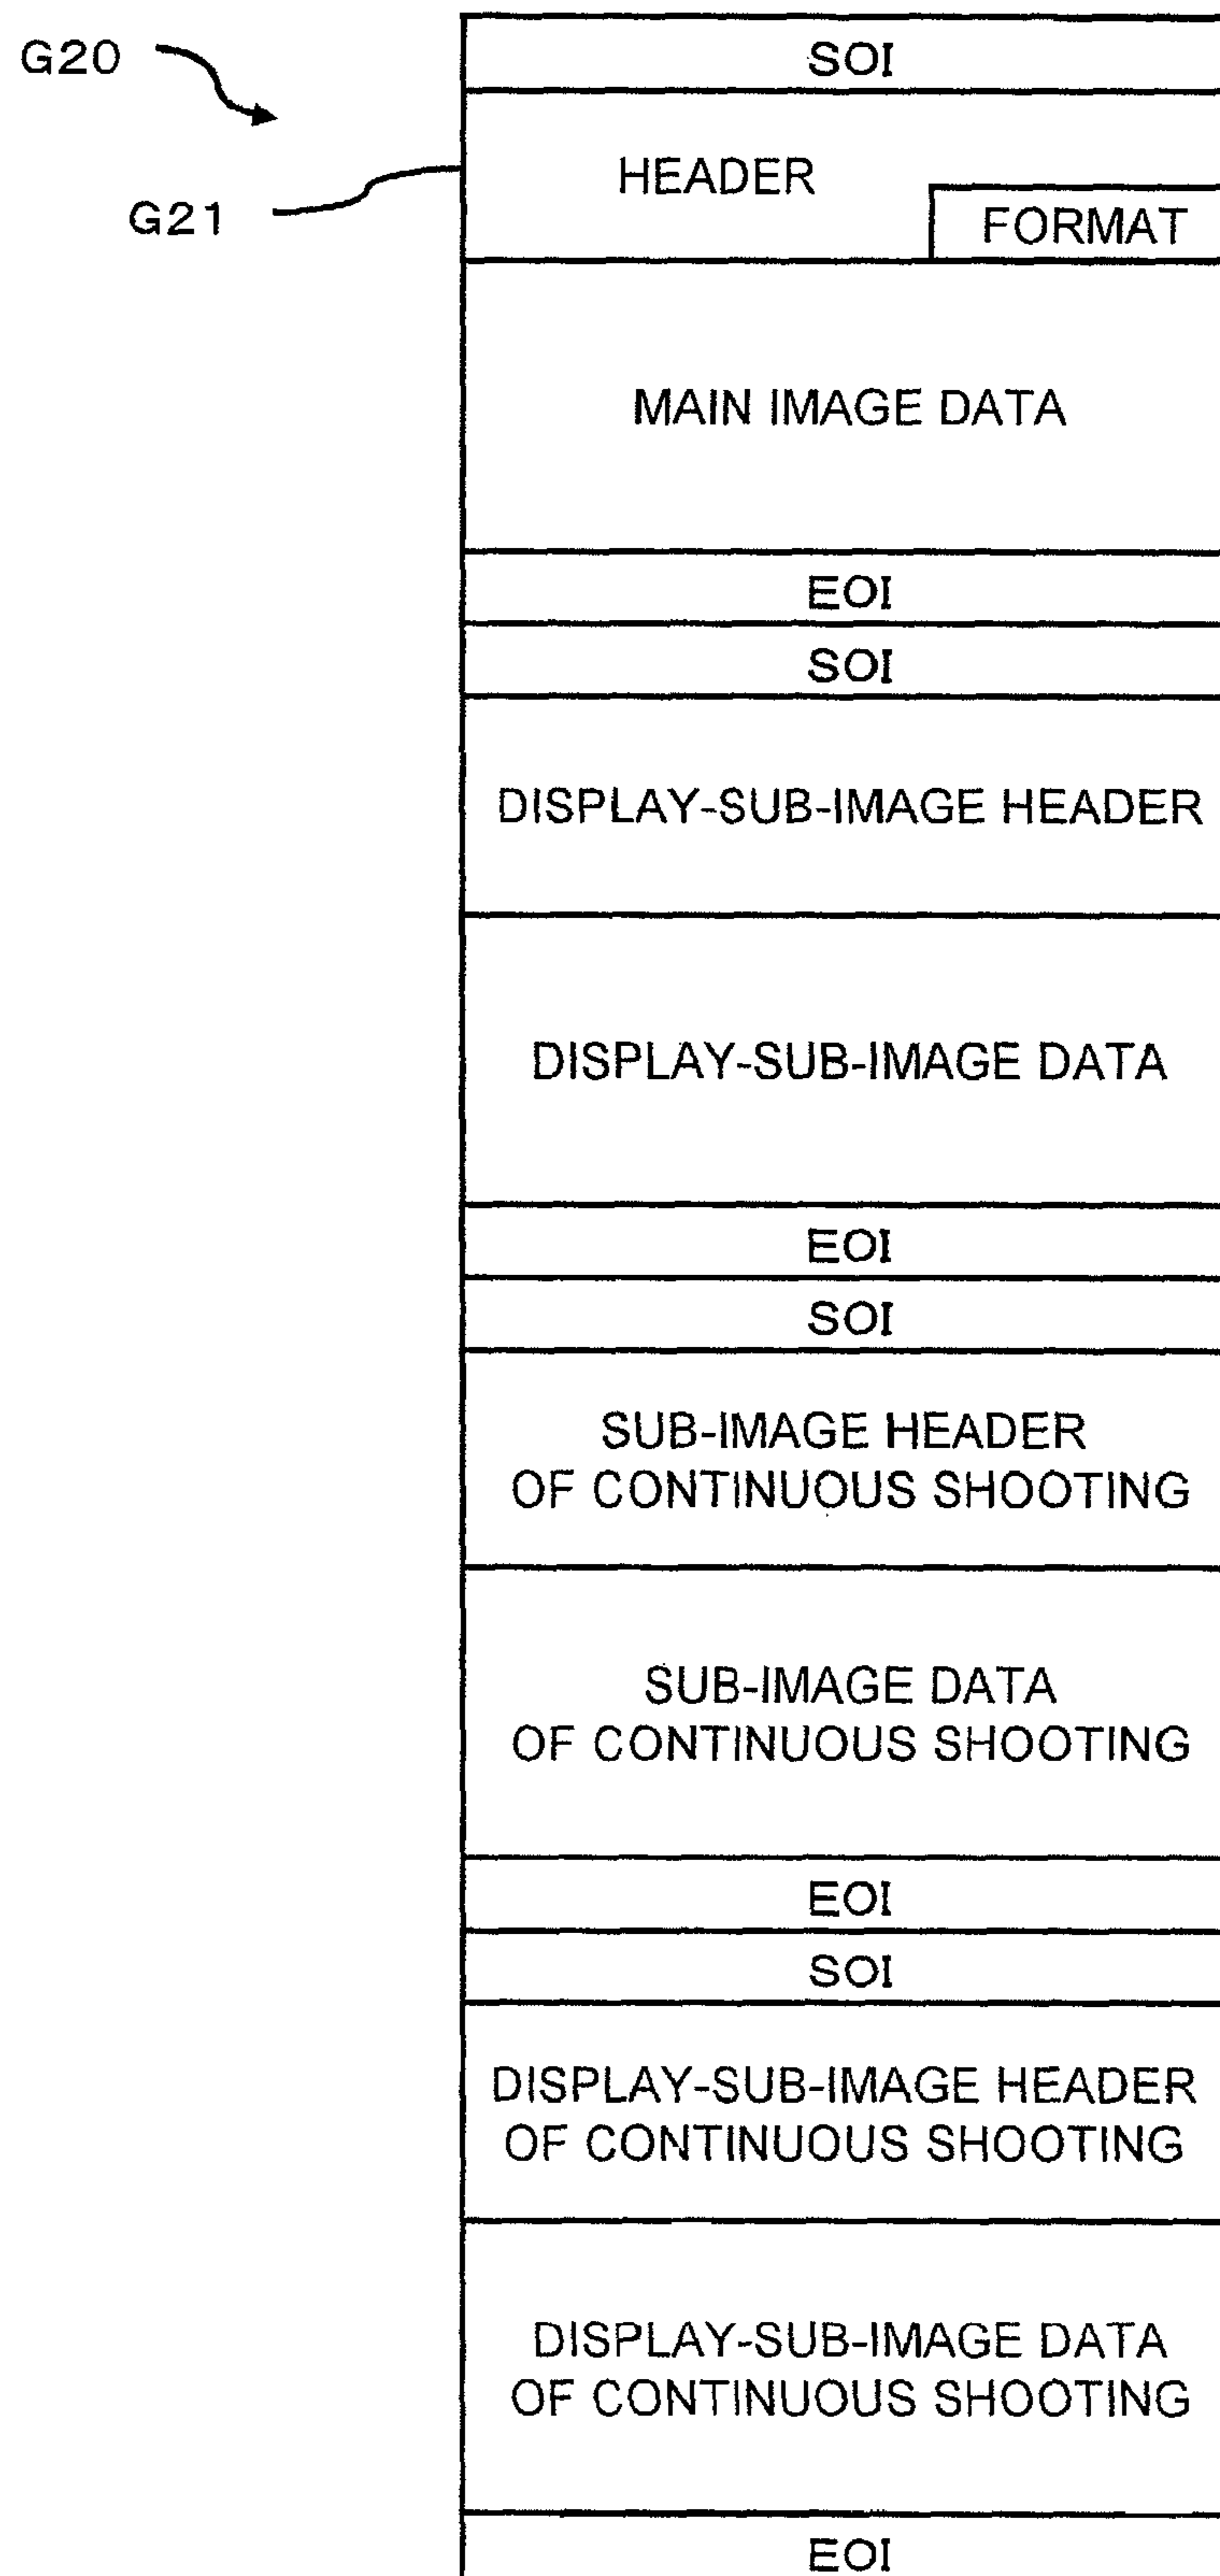 G20
SOI
HEADER
G21
FORMAT
MAIN IMAGE DATA
EOI
SOI
DISPLAY-SUB-IMAGE HEADER
DISPLAY-SUB-IMAGE DATA
EOI
SOI
SUB-IMAGE HEADER
OF CONTINUOUS SHOOTING
SUB-IMAGE DATA
OF CONTINUOUS SHOOTING
EOI
SOI
DISPLAY-SUB-IMAGE HEADER
OF CONTINUOUS SHOOTING
DISPLAY-SUB-IMAGE DATA
OF CONTINUOUS SHOOTING
EOI